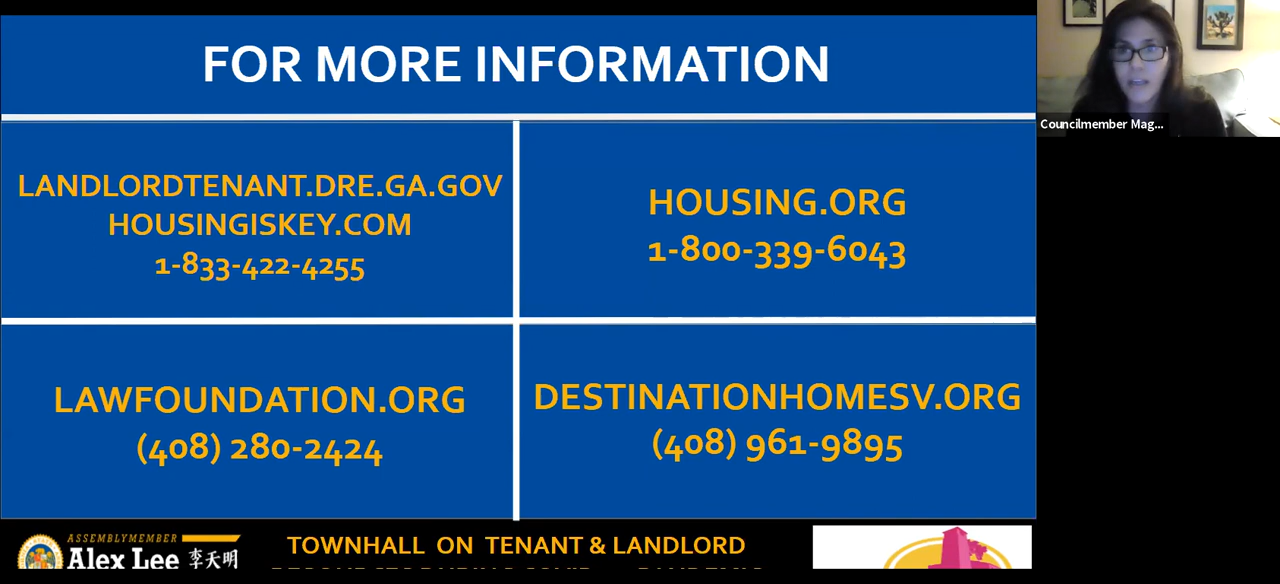 FOR MORE INFORMATION
Councilmember Mag...
LANDLORDTENANT.DRE.GA.GOV
HOUSINGISKEY.COM
1-833-422-4255
HOUSING.ORG
1-800-339-6043
LAWFOUNDATION.ORG
(408) 280-2424
DESTINATIONHOMESV.ORG
(408) 961-9895
ASSEMBLYMEMBER
Alex Lee 李天明
TOWNHALL ON TENANT & LANDLORD